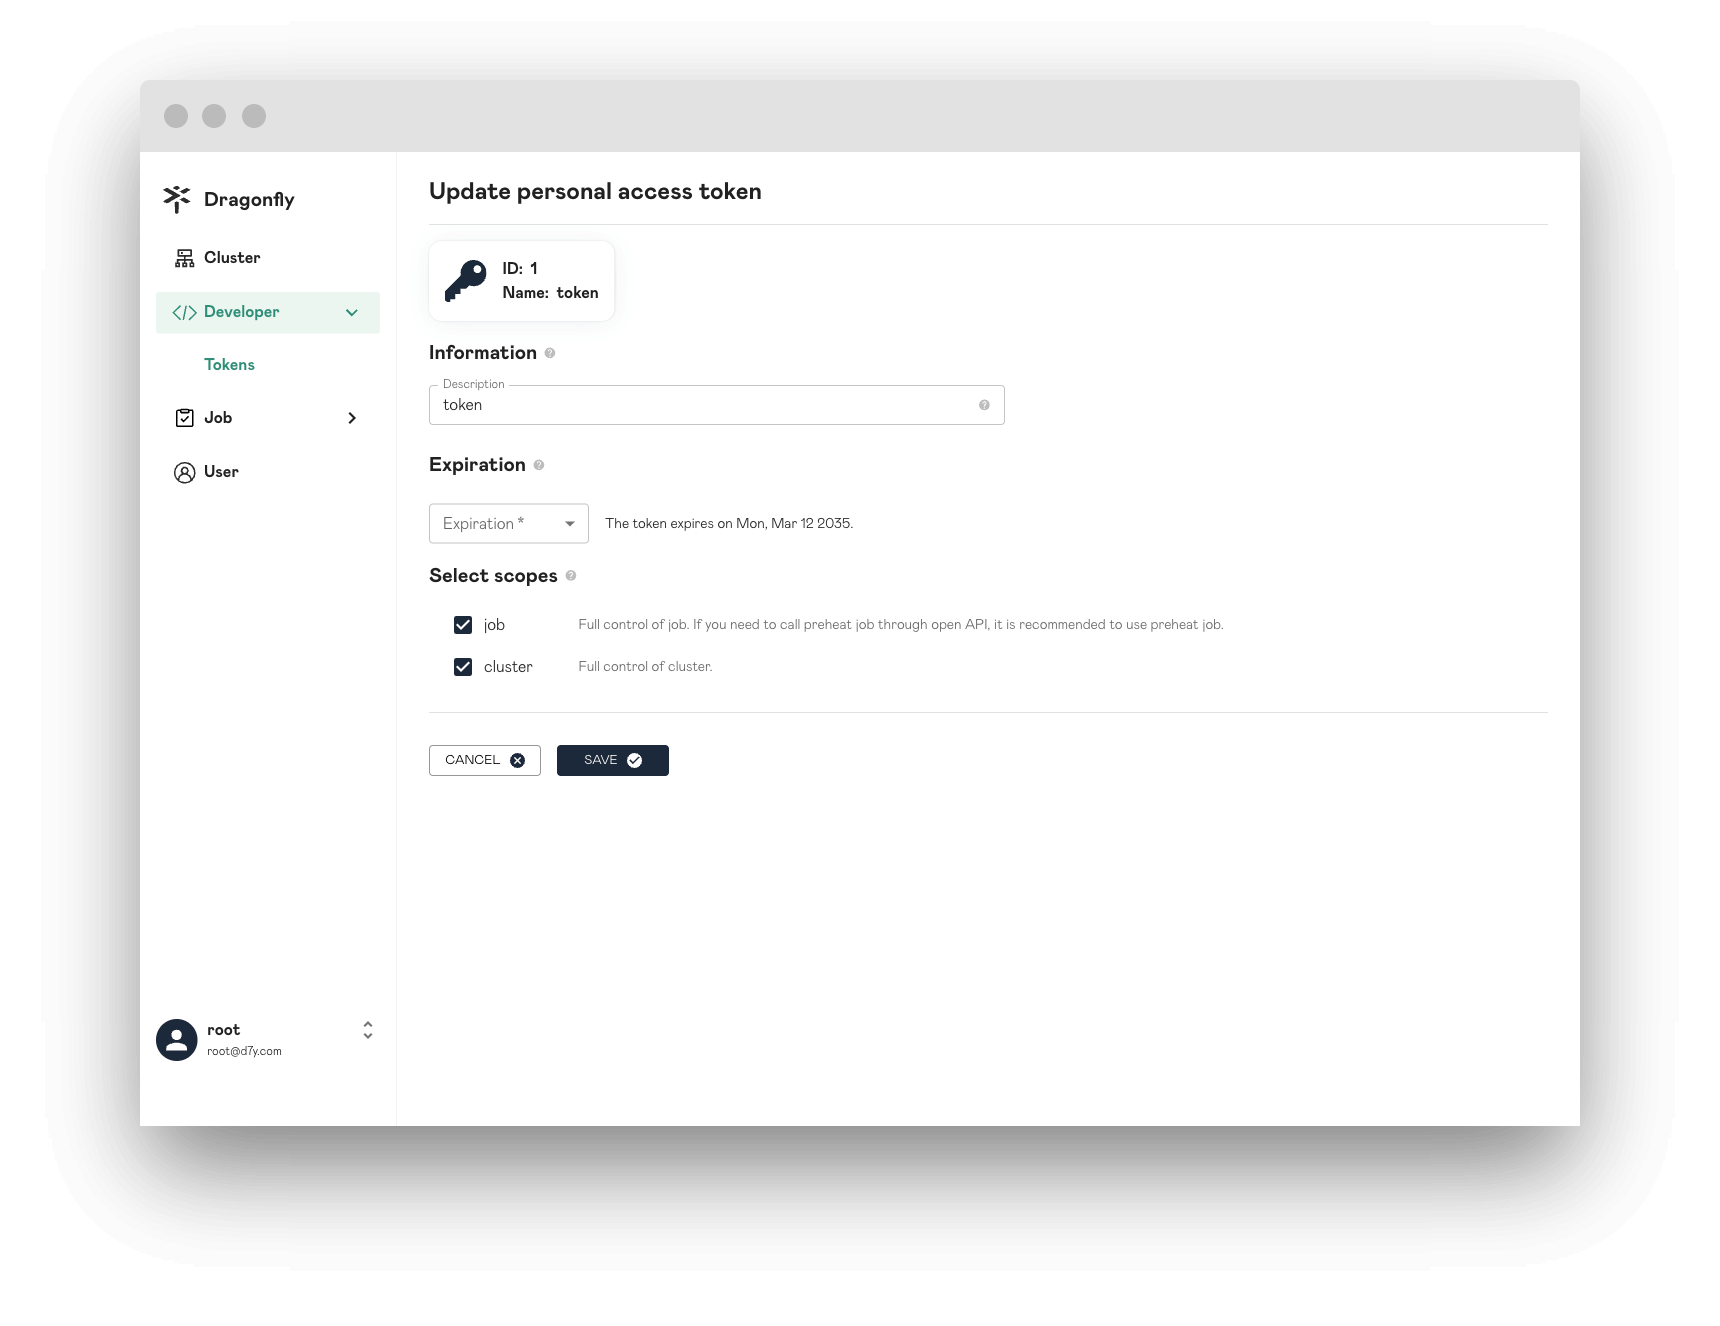 Dragonfly
Cluster
Developer
Tokens
Job
User
root
root@d7y.com
Update personal access token
ID: 1
Name: token
Information
Description
token
Expiration
Expiration *
The token expires on Mon, Mar 12 2035.
Select scopes
job
Full control of job. If you need to call preheat job through open API, it is recommended to use preheat job.
cluster
Full control of cluster.
CANCEL
SAVE